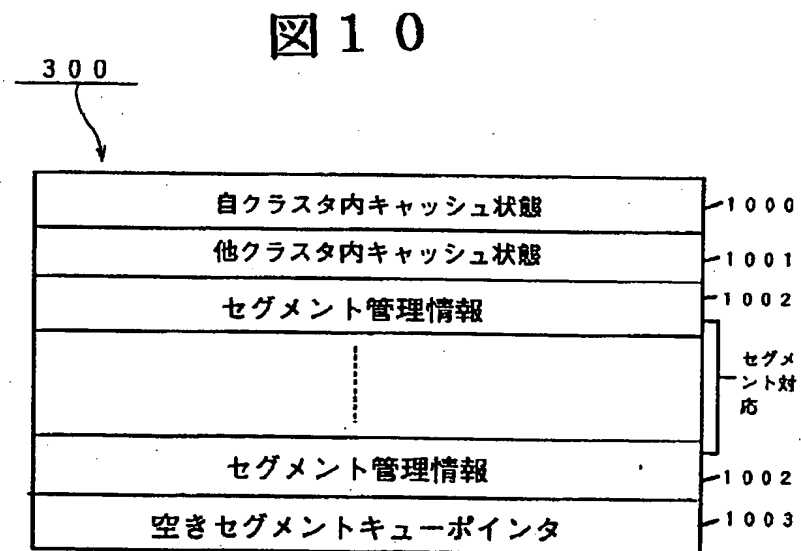 図10
300
自クラスタ内キャッシュ状態
1000
他クラスタ内キャッシュ状態
1001
セグメント管理情報
1002
セグメ
ント対
応
セグメント管理情報
1002
空きセグメントキューポインタ
1003